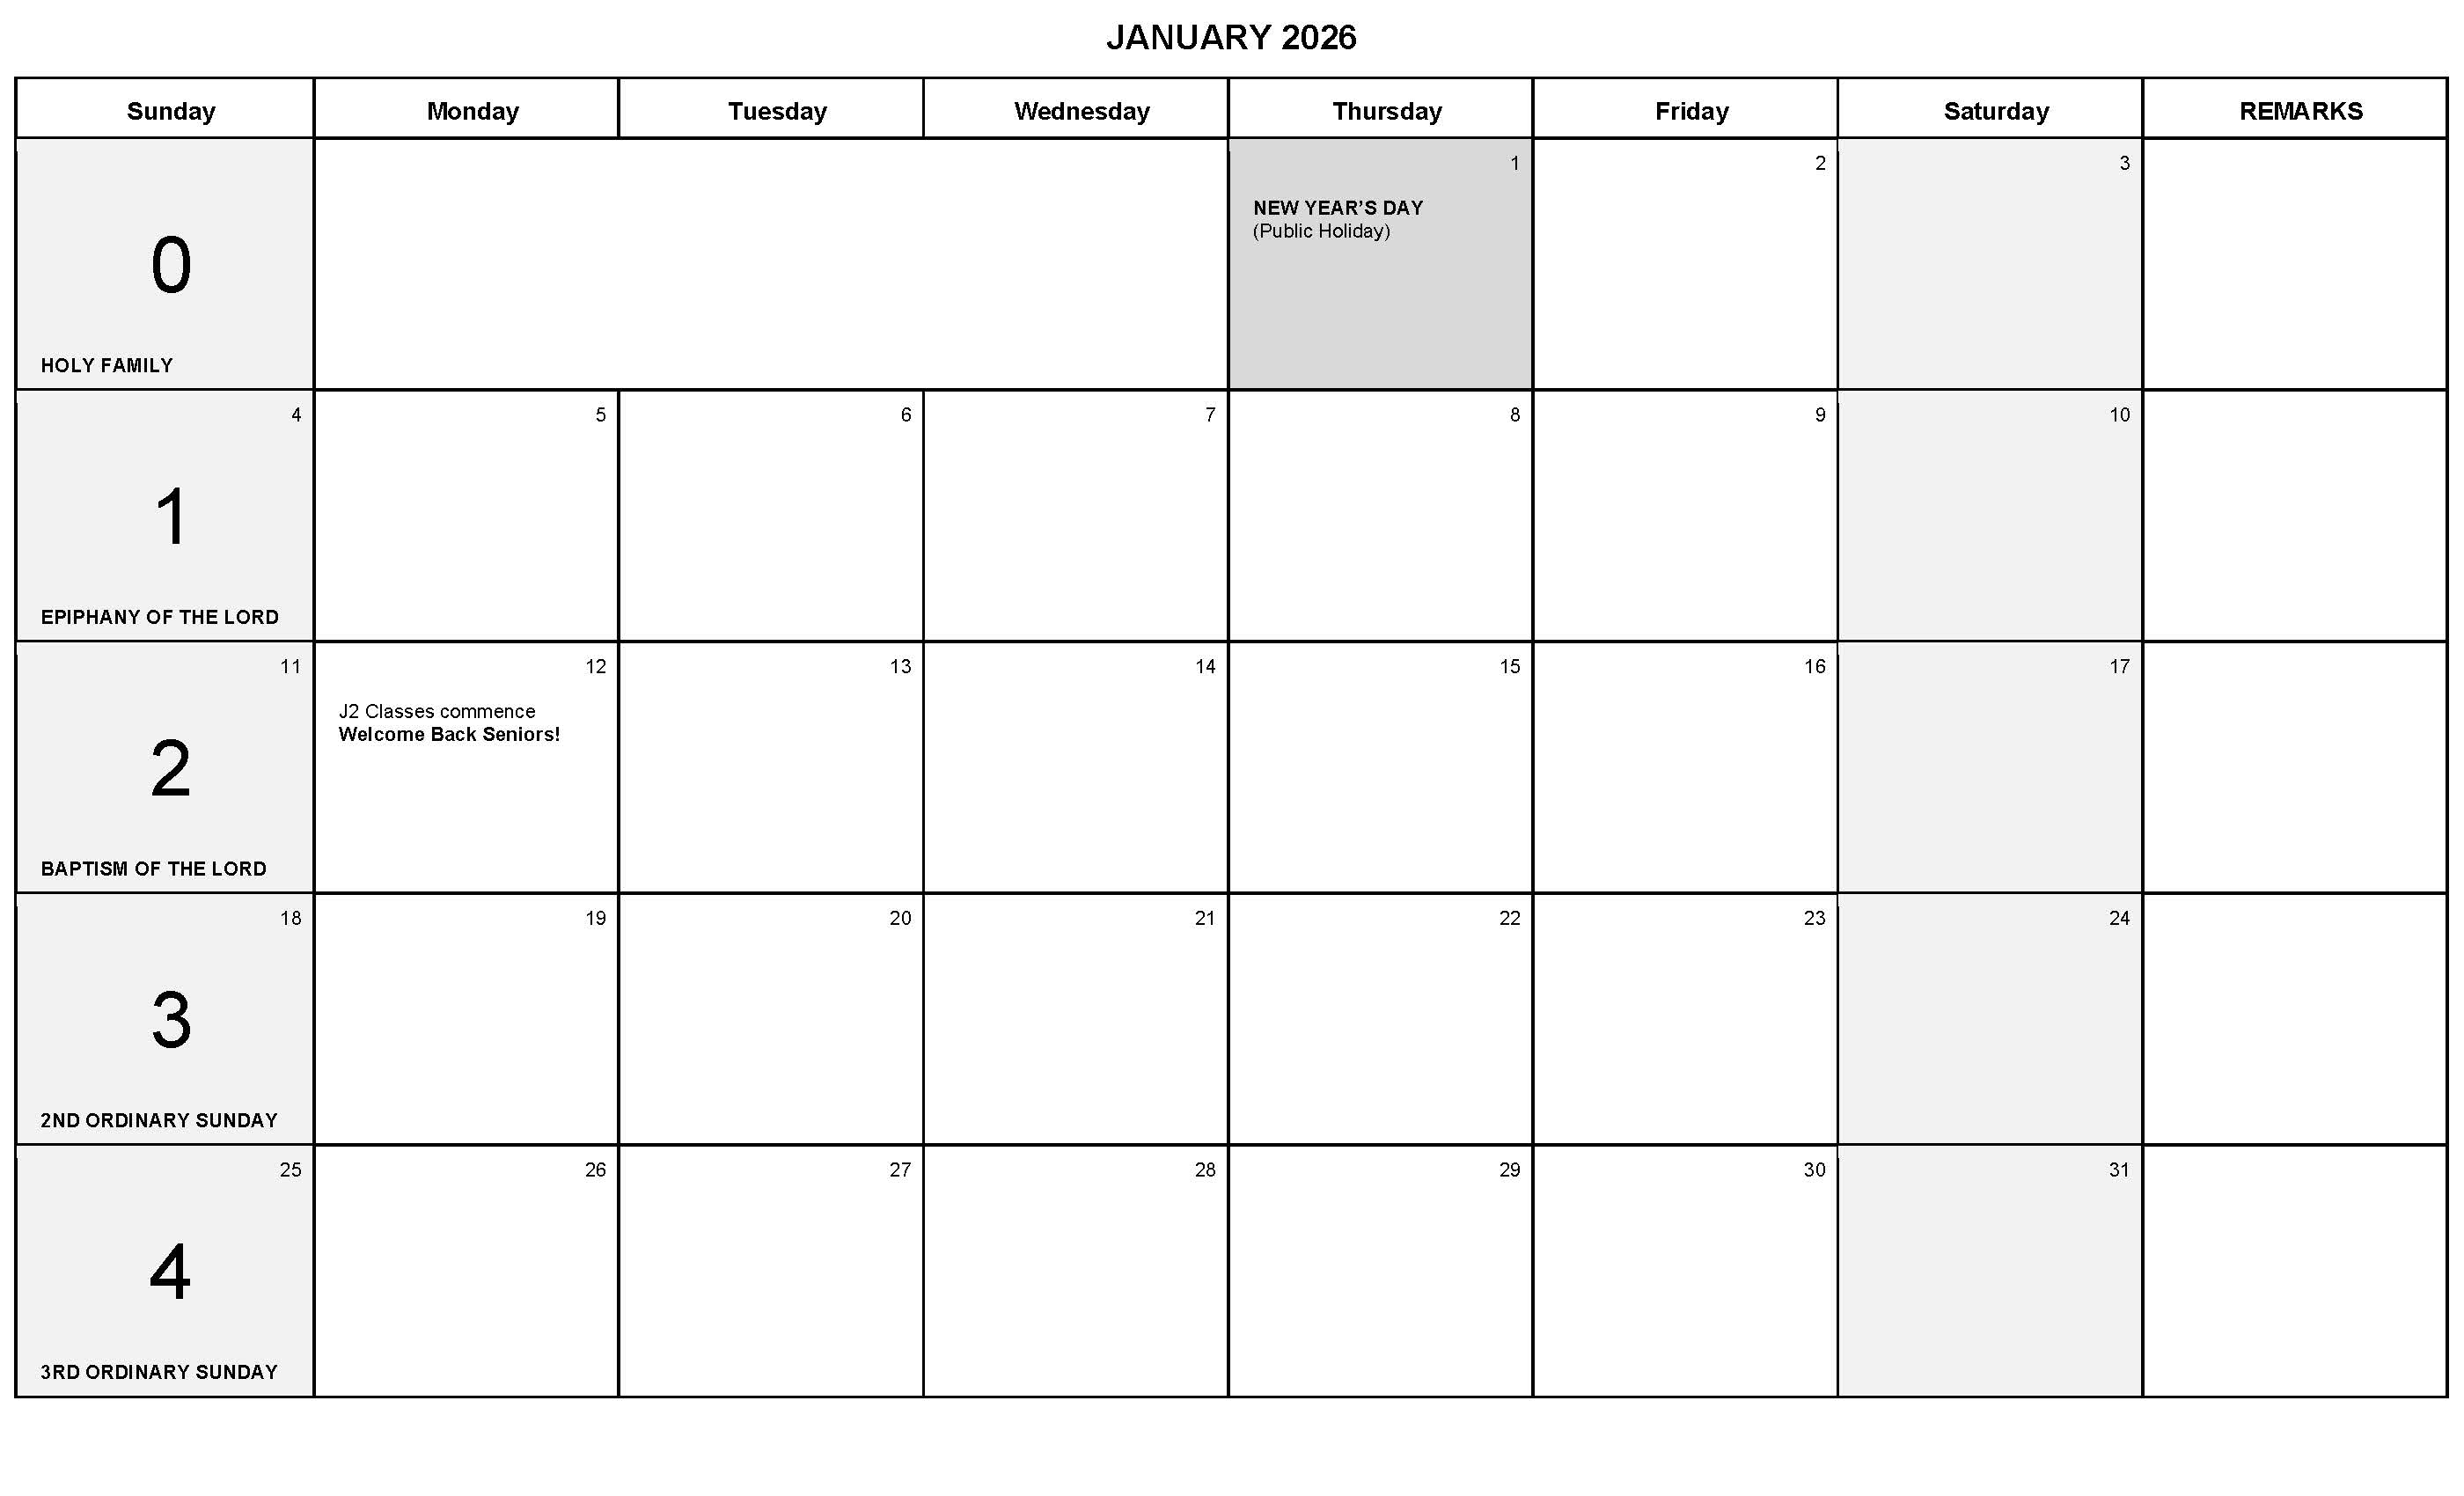 JANUARY 2026
Sunday Monday Tuesday Wednesday Thursday Friday Saturday REMARKS
1 2 3
NEW YEAR’S DAY
(Public Holiday)
0
HOLY FAMILY
4 5 6 7 8 9 10
1
EPIPHANY OF THE LORD
11 12 13 14 15 16 17
J2 Classes commence
Welcome Back Seniors!
2
BAPTISM OF THE LORD
18 19 20 21 22 23 24
3
2ND ORDINARY SUNDAY
25 26 27 28 29 30 31
4
3RD ORDINARY SUNDAY